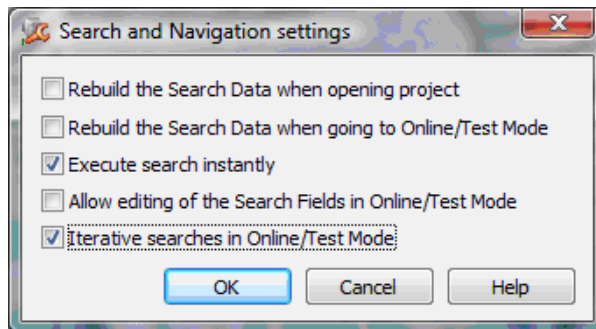 Search and Navigation settings
Rebuild the Search Data when opening project
Rebuild the Search Data when going to Online/Test Mode
Execute search instantly
Allow editing of the Search Fields in Online/Test Mode
Iterative searches in Online/Test Mode
OK Cancel Help